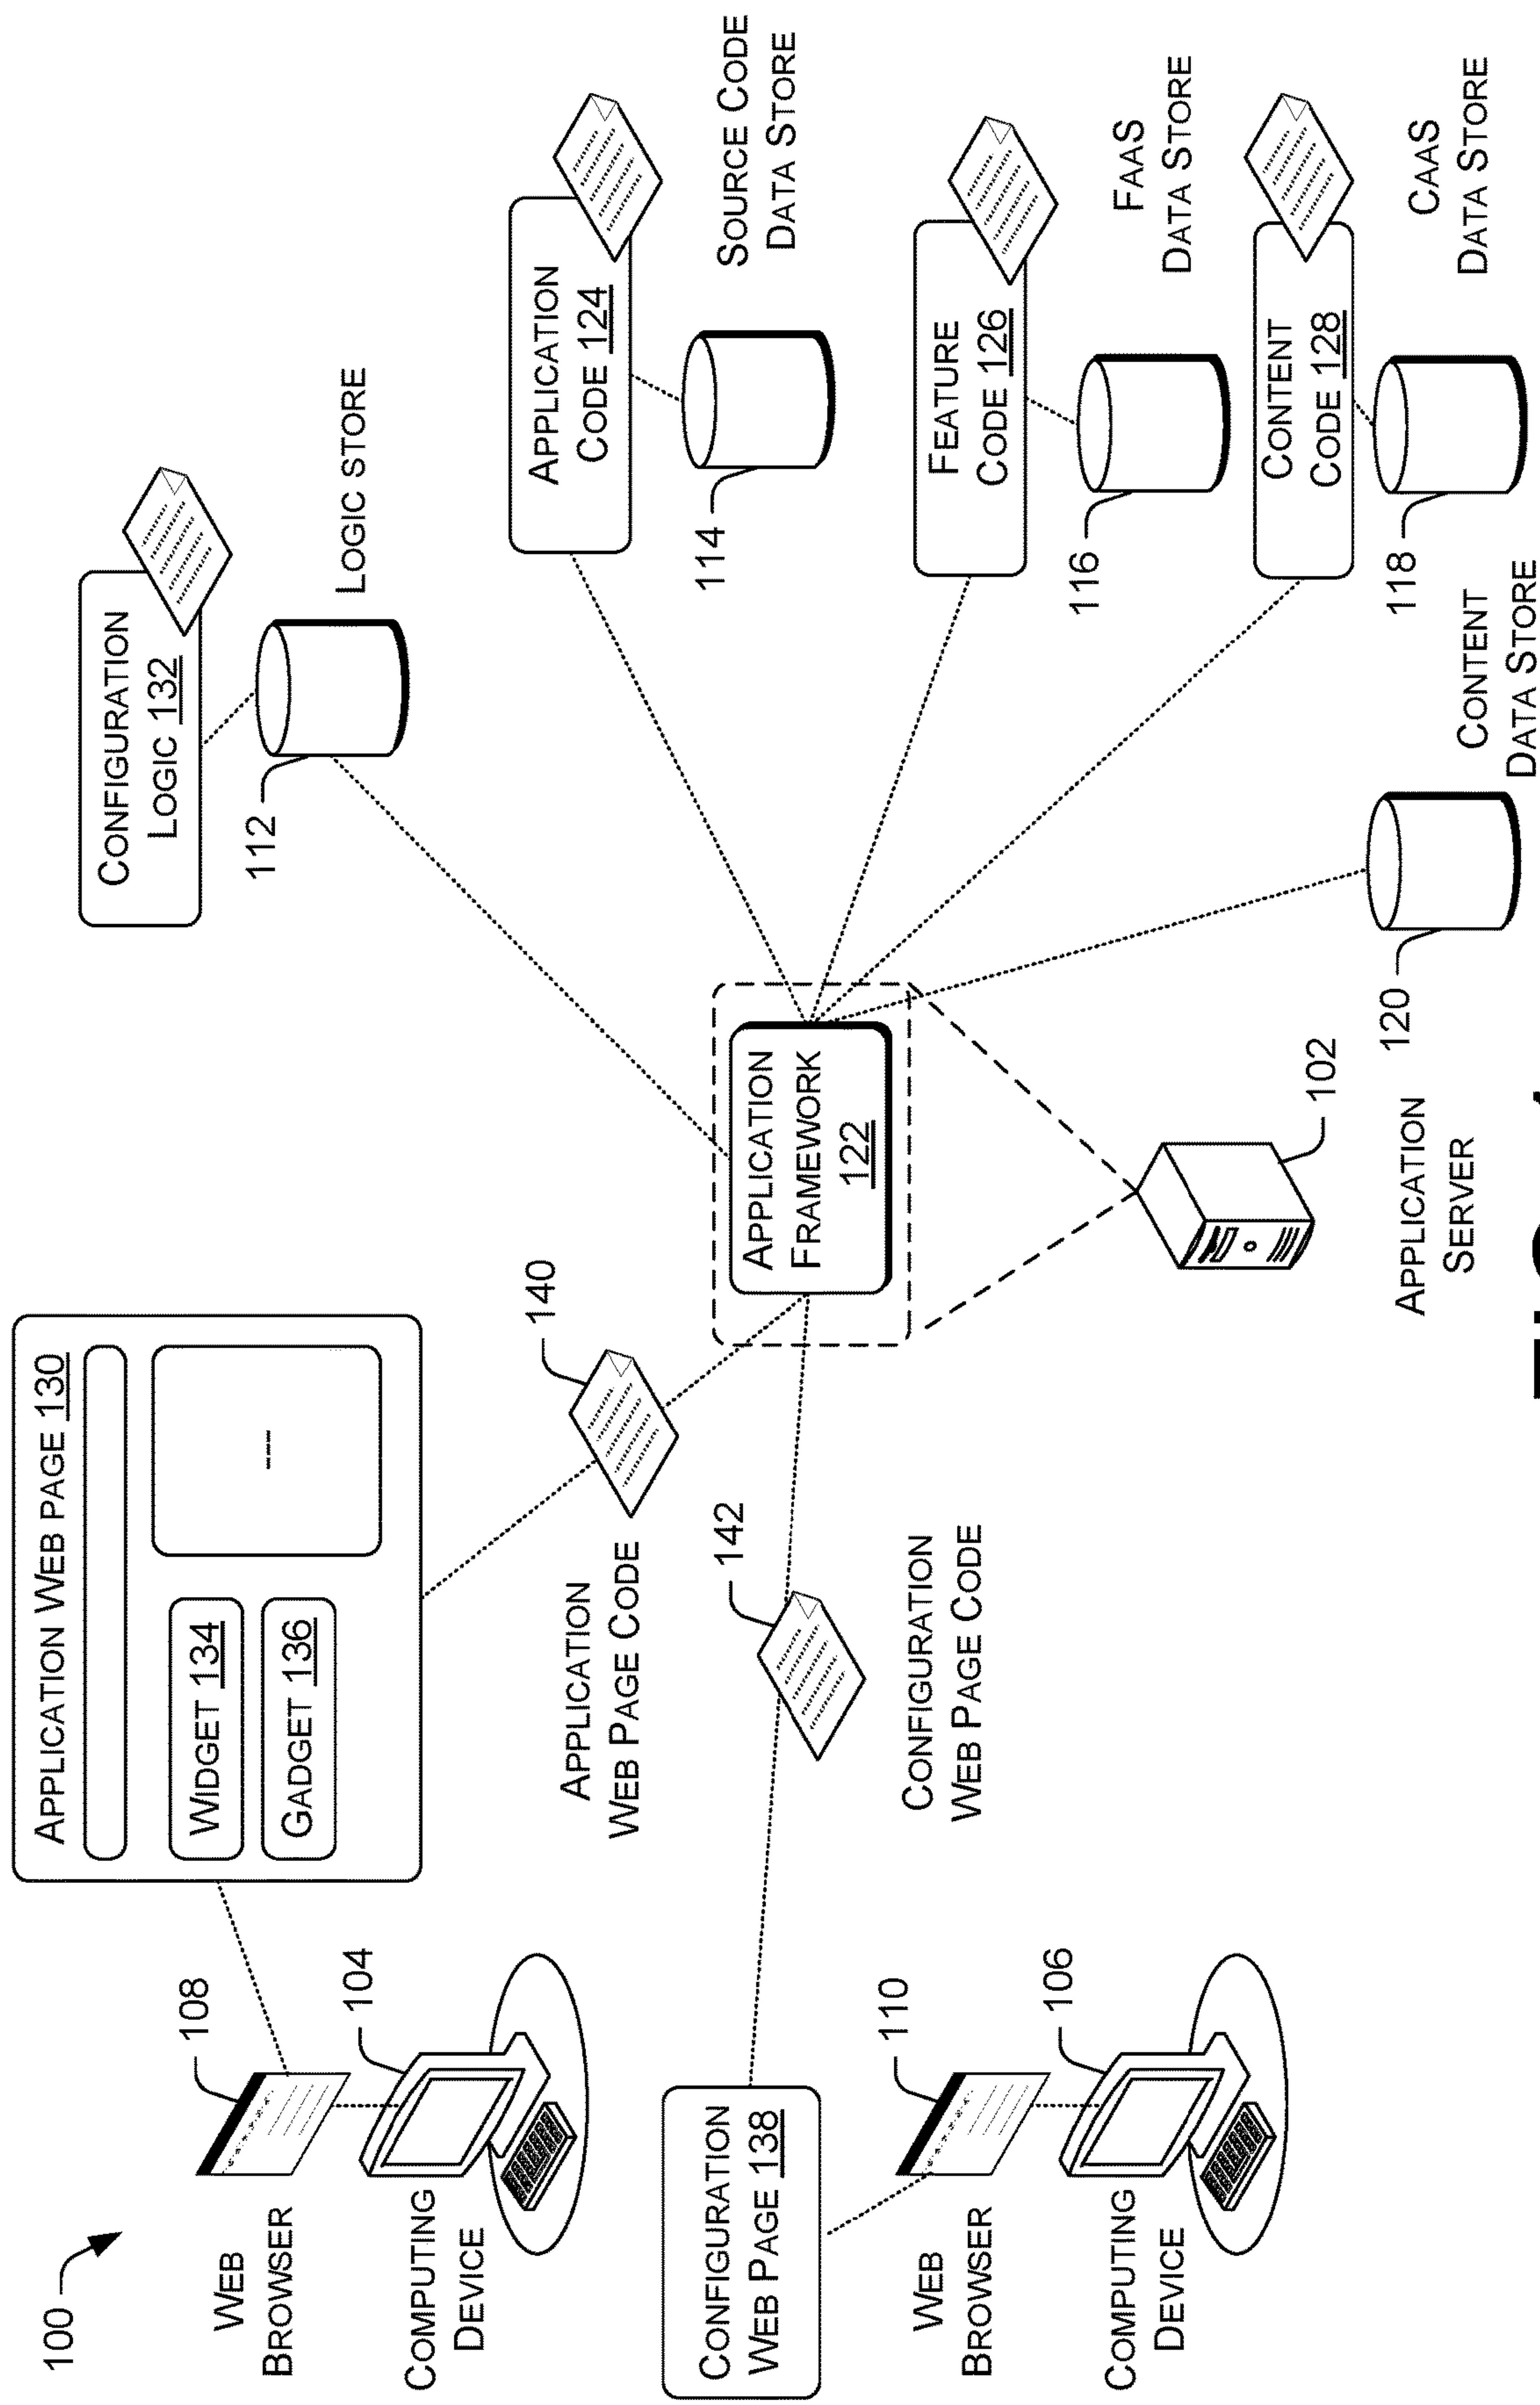 100
WEB
BROWSER
108
COMPUTING
DEVICE
104
APPLICATION WEB PAGE 130
WIDGET 134
GADGET 136
---
APPLICATION
WEB PAGE CODE
140
CONFIGURATION
LOGIC 132
112
LOGIC STORE
CONFIGURATION
WEB PAGE 138
142
CONFIGURATION
WEB PAGE CODE
APPLICATION
FRAMEWORK
122
APPLICATION
CODE 124
114
SOURCE CODE
DATA STORE
WEB
BROWSER
110
COMPUTING
DEVICE
106
102
APPLICATION
SERVER
FEATURE
CODE 126
116
FAAS
DATA STORE
CONTENT
CODE 128
118
CAAS
DATA STORE
120
CONTENT
DATA STORE